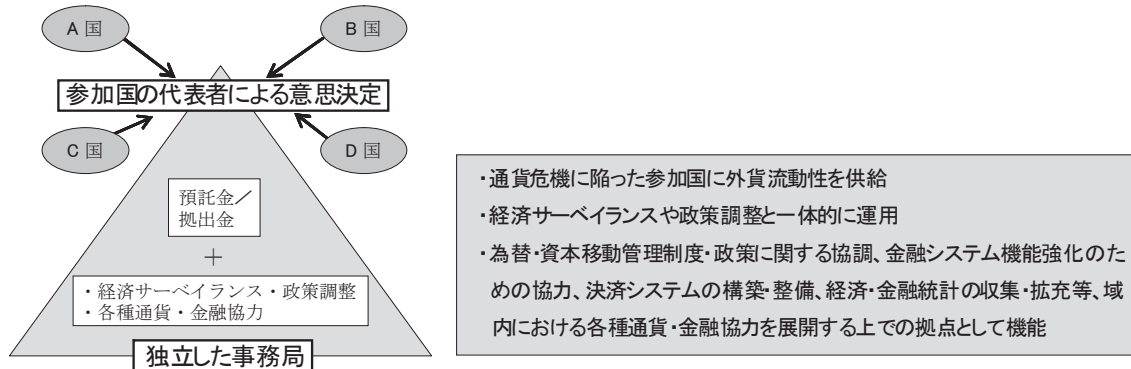 A 国
B 国
参加国の代表者による意思決定
C 国
D 国
預託金／
拠出金
＋
・経済サーベイランス・政策調整
・各種通貨・金融協力
独立した事務局
・通貨危機に陥った参加国に外貨流動性を供給
・経済サーベイランスや政策調整と一体的に運用
・為替・資本移動管理制度・政策に関する協調、金融システム機能強化のた
めの協力、決済システムの構築・整備、経済・金融統計の収集・拡充等、域
内における各種通貨・金融協力を展開する上での拠点として機能